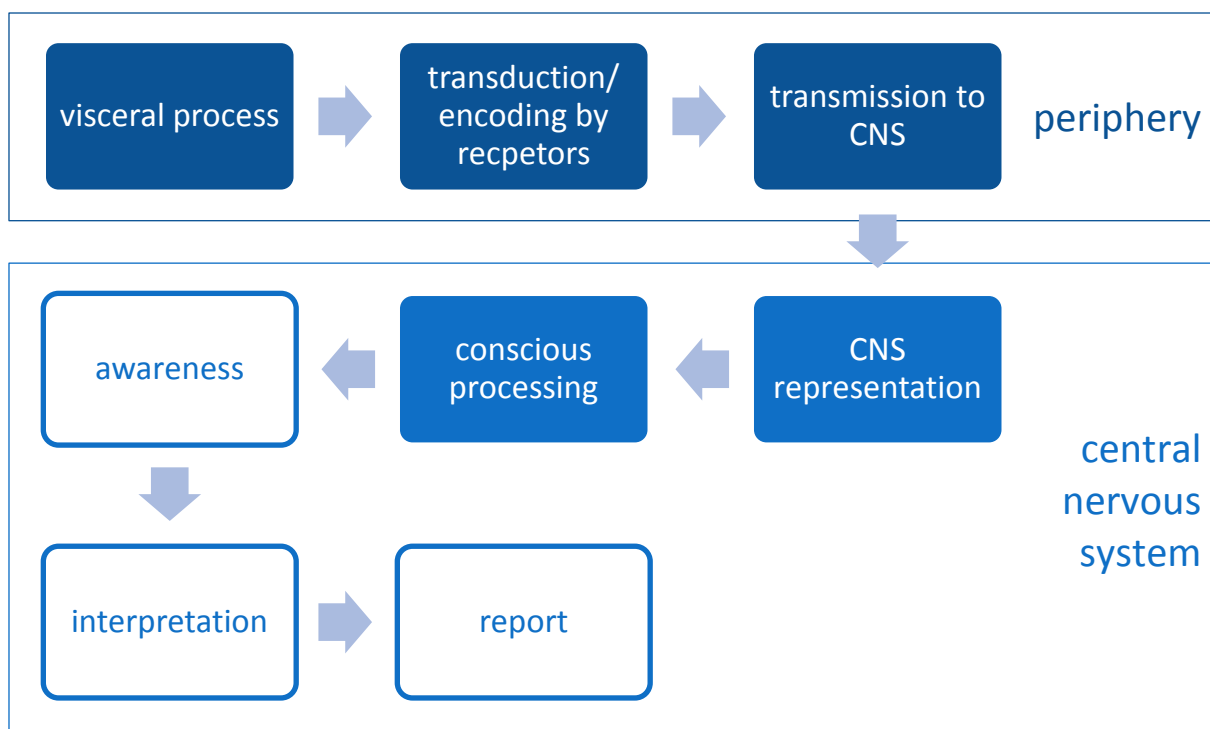 visceral process
transduction/
encoding by
recpetors
transmission to
CNS
periphery
awareness
conscious
processing
CNS
representation
central
nervous
system
interpretation
report